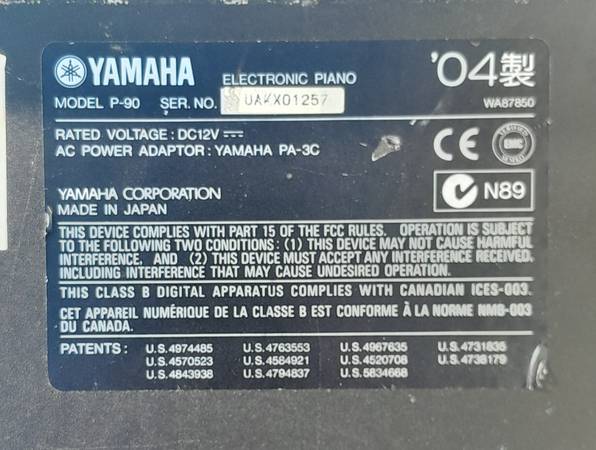 YAMAHA ELECTRONIC PIANO '04製
MODEL P-90 SER. NO. UAKX01257 WA87850
RATED VOLTAGE : DC12V
AC POWER ADAPTOR : YAMAHA PA-3C
CE EMC
YAMAHA CORPORATION
MADE IN JAPAN
N89
THIS DEVICE COMPLIES WITH PART 15 OF THE FCC RULES. OPERATION IS SUBJECT
TO THE FOLLOWING TWO CONDITIONS : (1) THIS DEVICE MAY NOT CAUSE HARMFUL
INTERFERENCE, AND (2) THIS DEVICE MUST ACCEPT ANY INTERFERENCE RECEIVED,
INCLUDING INTERFERENCE THAT MAY CAUSE UNDESIRED OPERATION.
THIS CLASS B DIGITAL APPARATUS COMPLIES WITH CANADIAN ICES-003.
CET APPAREIL NUMÉRIQUE DE LA CLASSE B EST CONFORME À LA NORME NMB-003
DU CANADA.
PATENTS : U.S.4974485 U.S.4763553 U.S.4967635 U.S.4731835
U.S.4570523 U.S.4584921 U.S.4520708 U.S.4738179
U.S.4843938 U.S.4794837 U.S.5834668